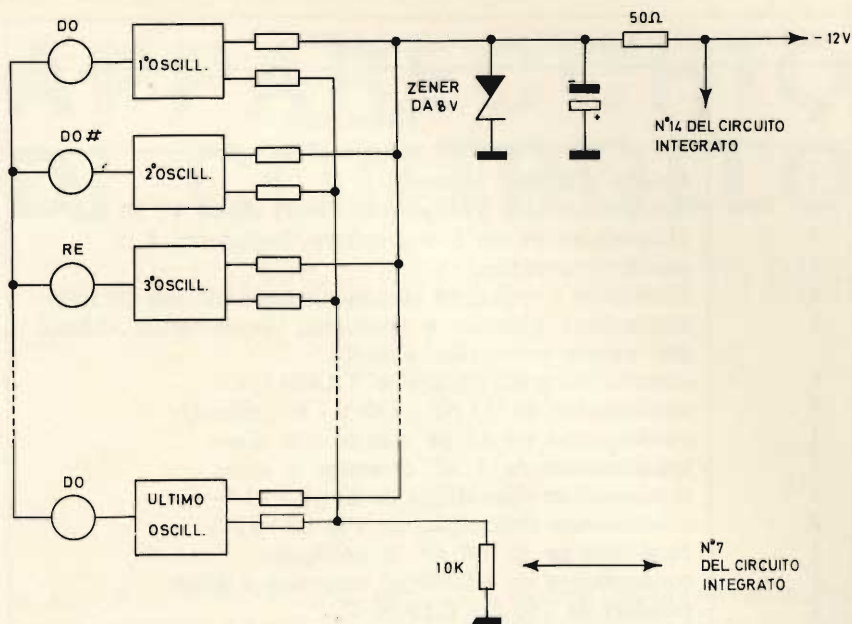 DO
1° OSCILL.
DO #
2° OSCILL.
RE
3° OSCILL.
DO
ULTIMO
OSCILL.
ZENER
DA 8 V
-
+
50Ω
- 12V
N°14 DEL CIRCUITO
INTEGRATO
10K
N°7
DEL CIRCUITO
INTEGRATO